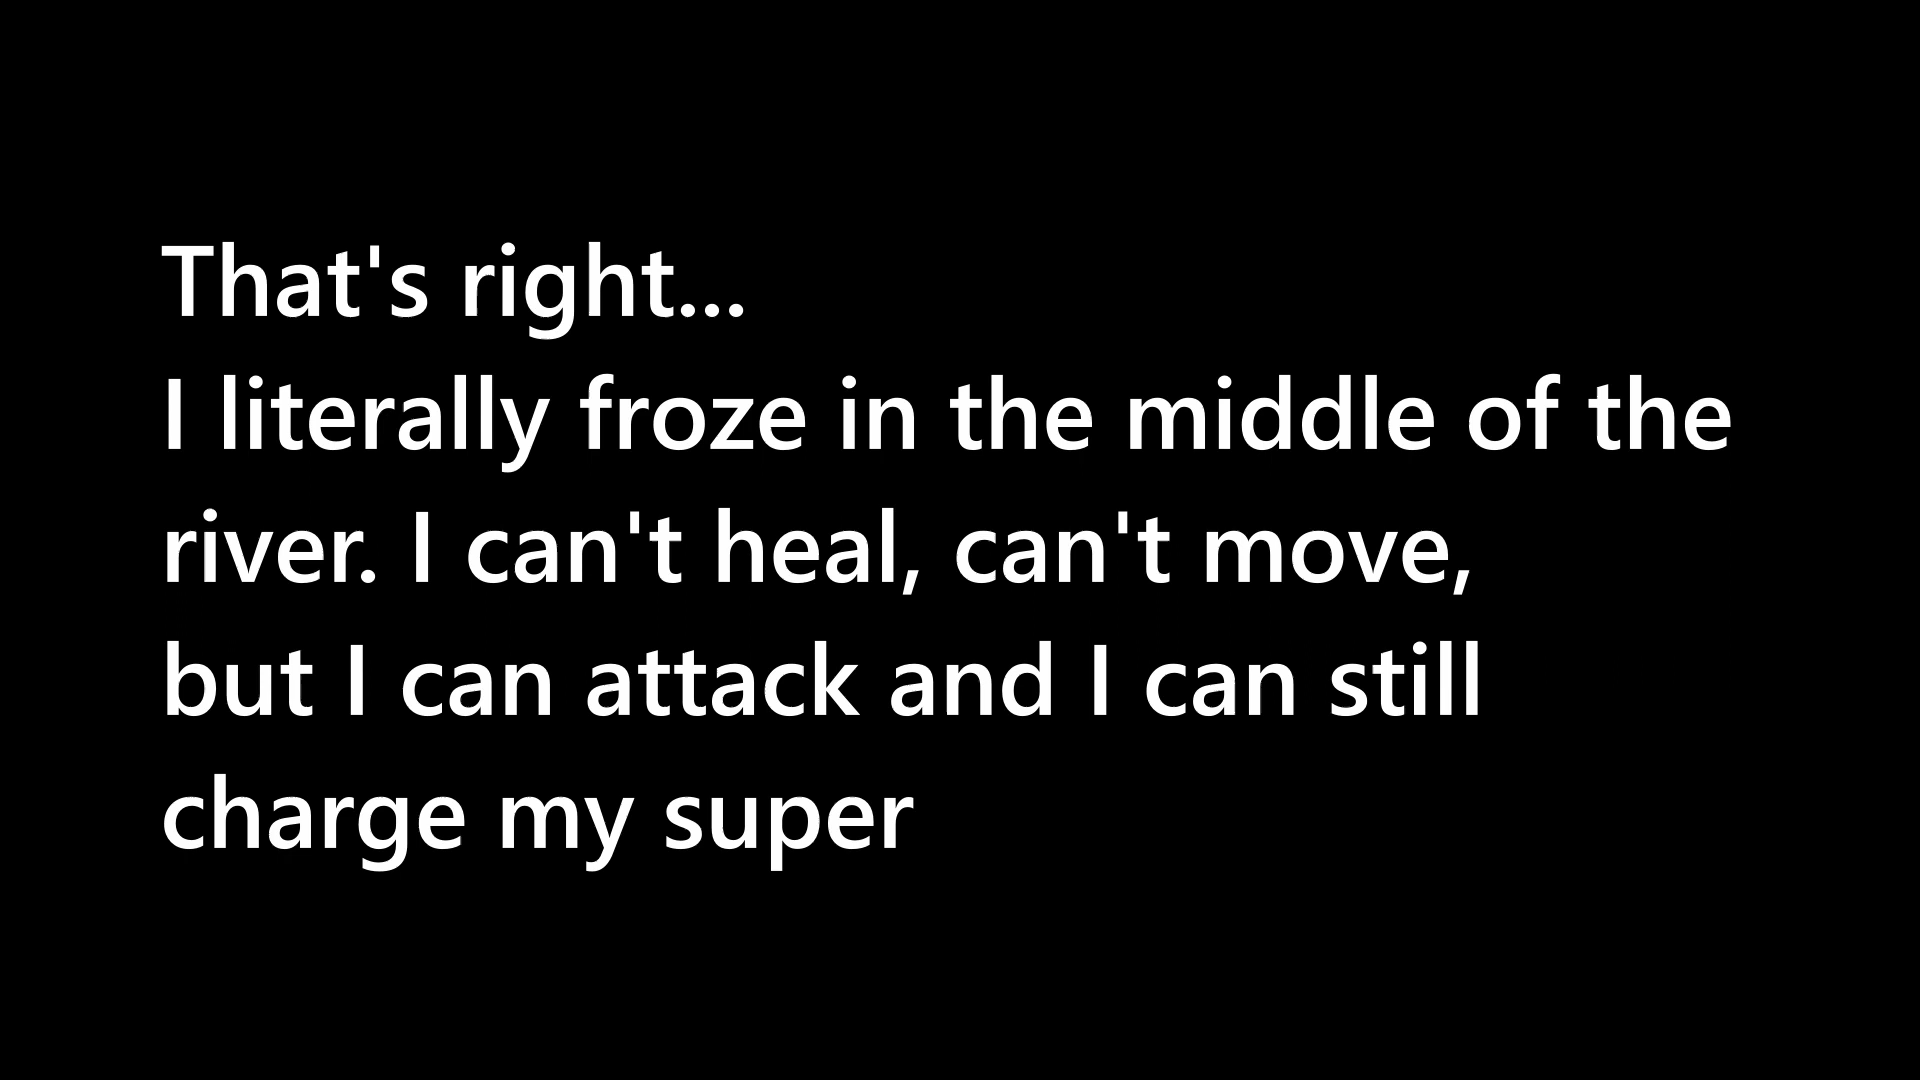 That's right...
I literally froze in the middle of the
river. I can't heal, can't move,
but I can attack and I can still
charge my super